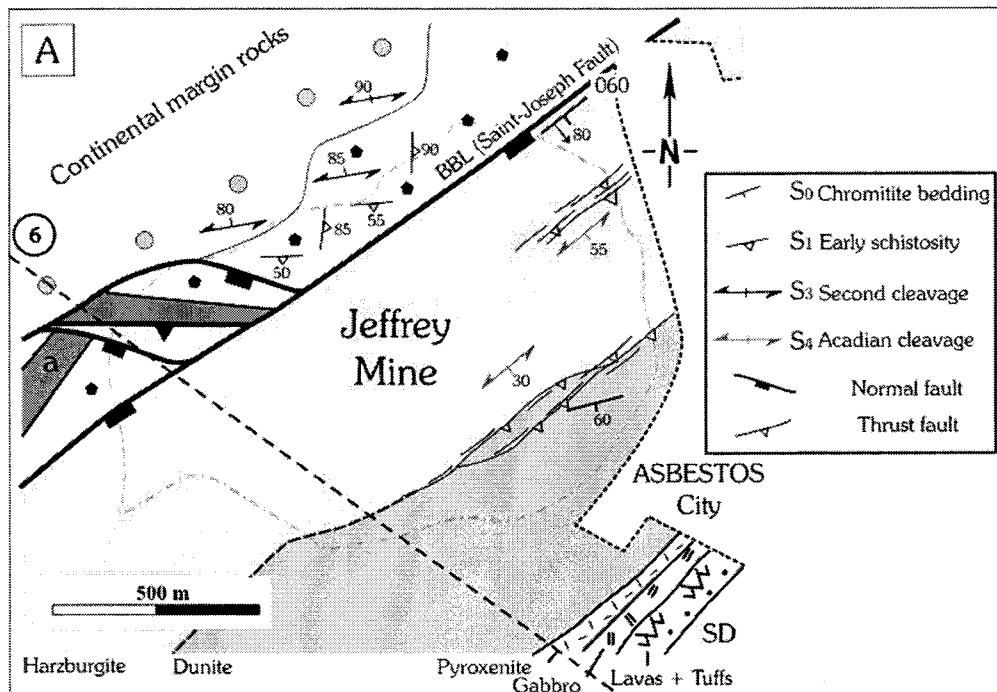 A
Continental margin rocks
BBL (Saint-Joseph Fault)
060
80
N
90
90
85
55
80
85
50
6
55
a
Jeffrey
Mine
30
60
S0 Chromitite bedding
S1 Early schistosity
S3 Second cleavage
S4 Acadian cleavage
Normal fault
Thrust fault
ASBESTOS
City
500 m
SD
Harzburgite
Dunite
Pyroxenite
Gabbro
Lavas + Tuffs